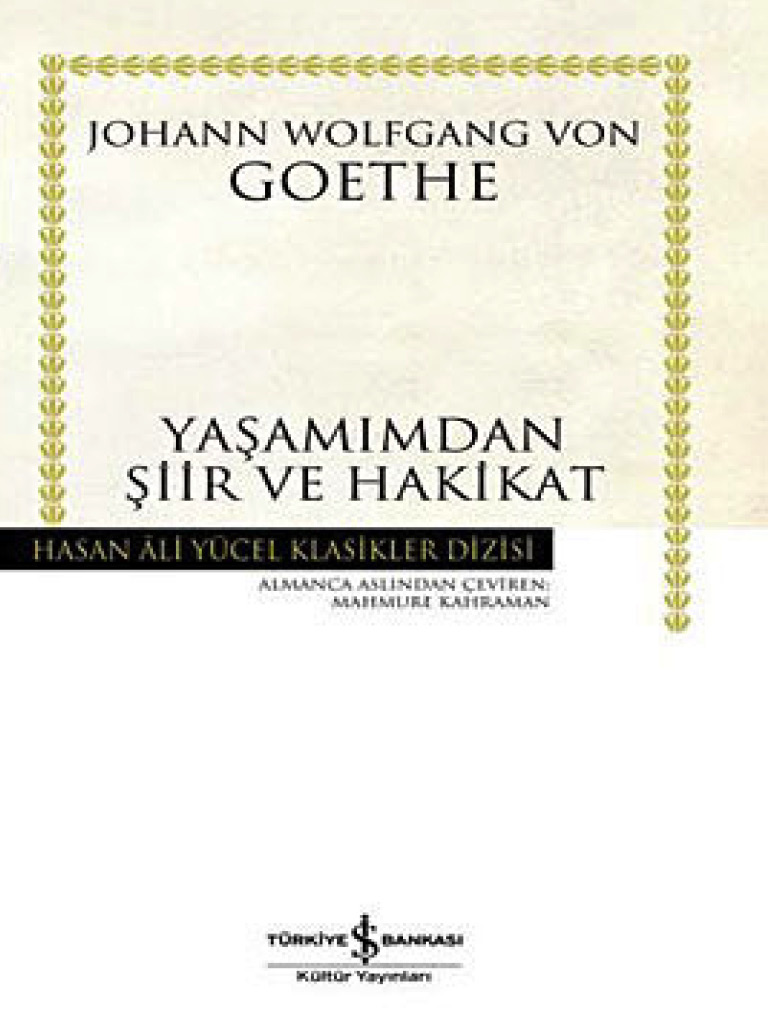 JOHANN WOLFGANG VON
GOETHE
YAŞAMIMDAN
ŞİİR VE HAKİKAT
HASAN ÂLİ YÜCEL KLASİKLER DİZİSİ
ALMANCA ASLINDAN ÇEVİREN:
MAHMURE KAHRAMAN
TÜRKİYE İŞ BANKASI
Kültür Yayınları